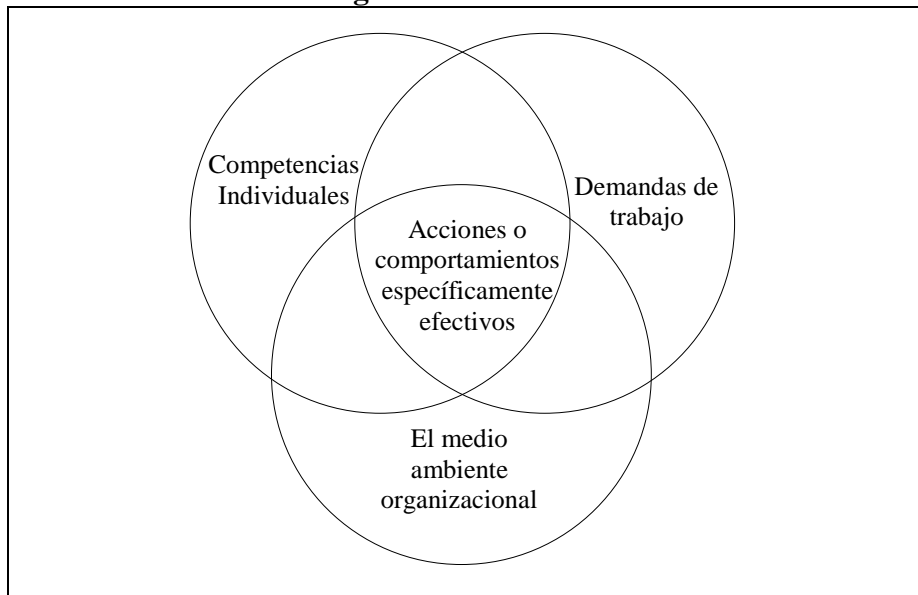 Competencias
Individuales
Demandas de
trabajo
Acciones o
comportamientos
específicamente
efectivos
El medio
ambiente
organizacional